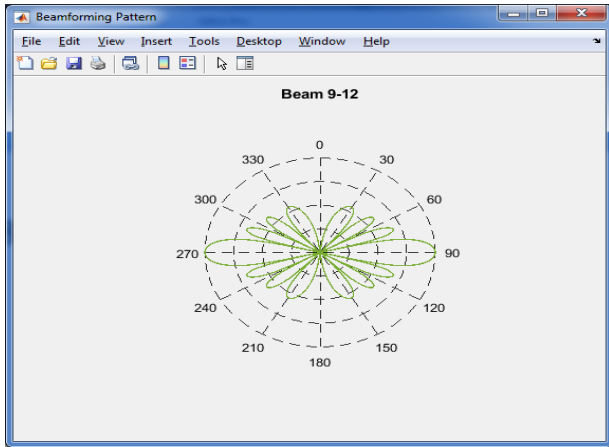 Beamforming Pattern
File Edit View Insert Tools Desktop Window Help
Beam 9-12
0
330 30
300 60
270 90
240 120
210 150
180